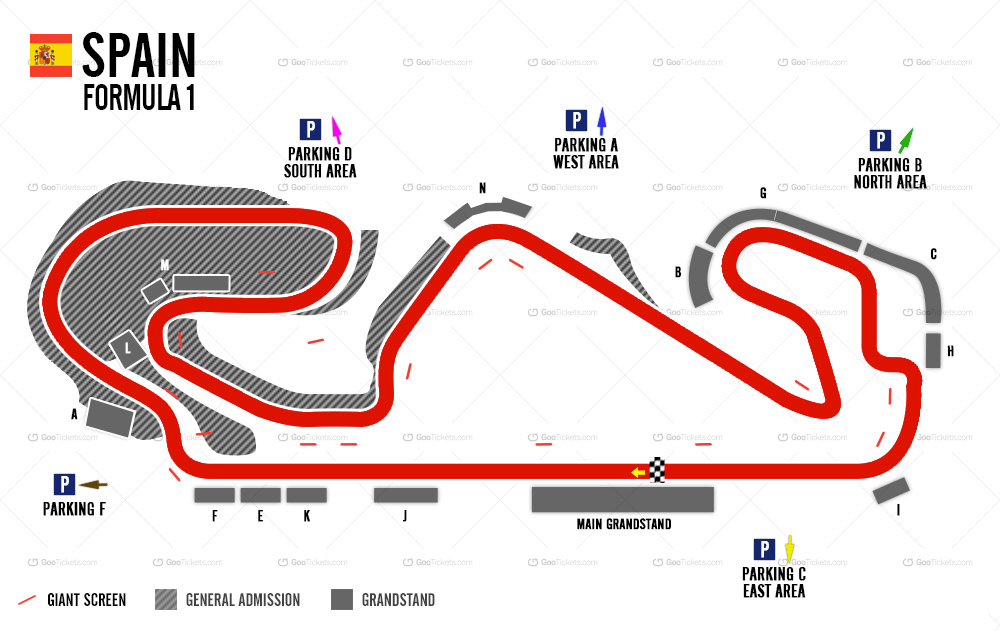 SPAIN
FORMULA 1
P
PARKING D
SOUTH AREA
P
PARKING A
WEST AREA
P
PARKING B
NORTH AREA
N
G
C
B
H
M
L
A
P
PARKING F
F
E
K
J
MAIN GRANDSTAND
I
P
PARKING C
EAST AREA
GIANT SCREEN
GENERAL ADMISSION
GRANDSTAND
GooTickets.com